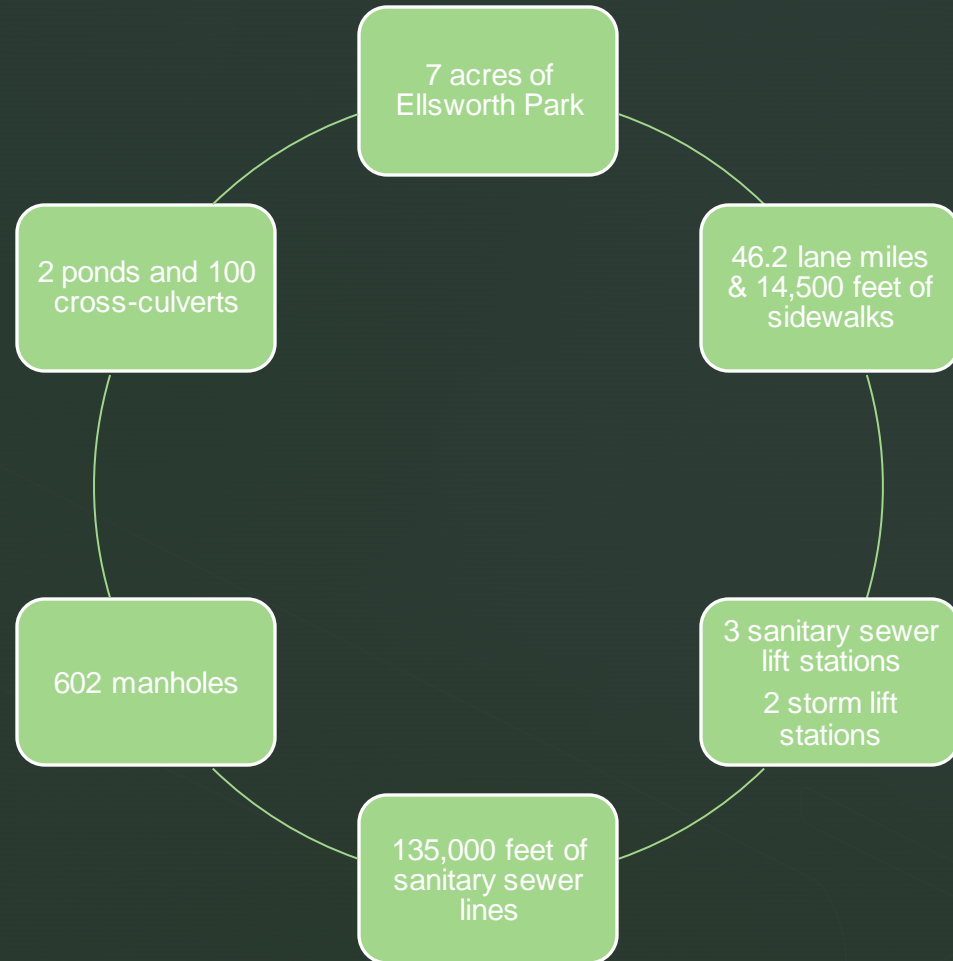 7 acres of
Ellsworth Park
46.2 lane miles
& 14,500 feet of
sidewalks
3 sanitary sewer
lift stations
2 storm lift
stations
135,000 feet of
sanitary sewer
lines
602 manholes
2 ponds and 100
cross-culverts